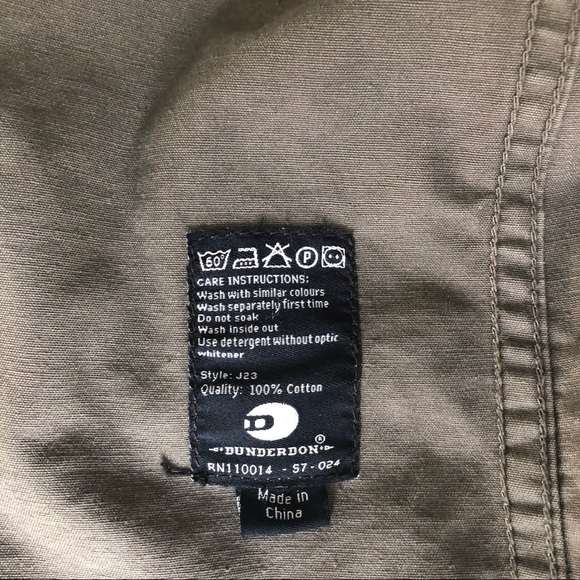 60°
P
CARE INSTRUCTIONS:
Wash with similar colours
Wash separately first time
Do not soak
Wash inside out
Use detergent without optic
whitener
Style: J23
Quality: 100% Cotton
D
DUNDERDON ®
RN110014 - S7 - 024
Made in
China